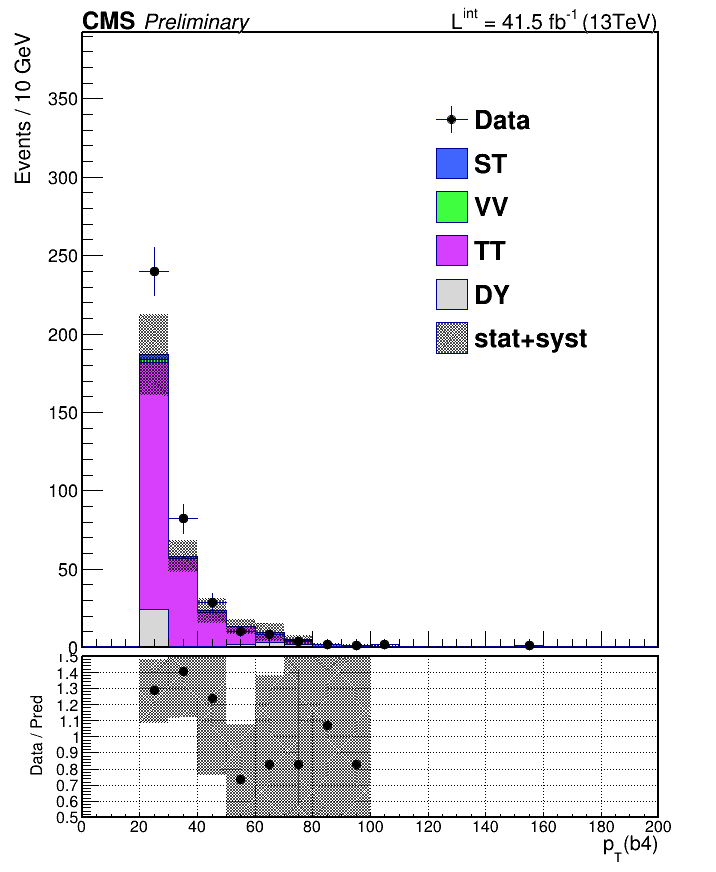 CMS Preliminary L^int = 41.5 fb^-1 (13TeV)
Events / 10 GeV
350
300
250
200
150
100
50
0
Data
ST
VV
TT
DY
stat+syst
Data / Pred
1.5
1.4
1.3
1.2
1.1
1
0.9
0.8
0.7
0.6
0.5
0 20 40 60 80 100 120 140 160 180 200
p_T(b4)